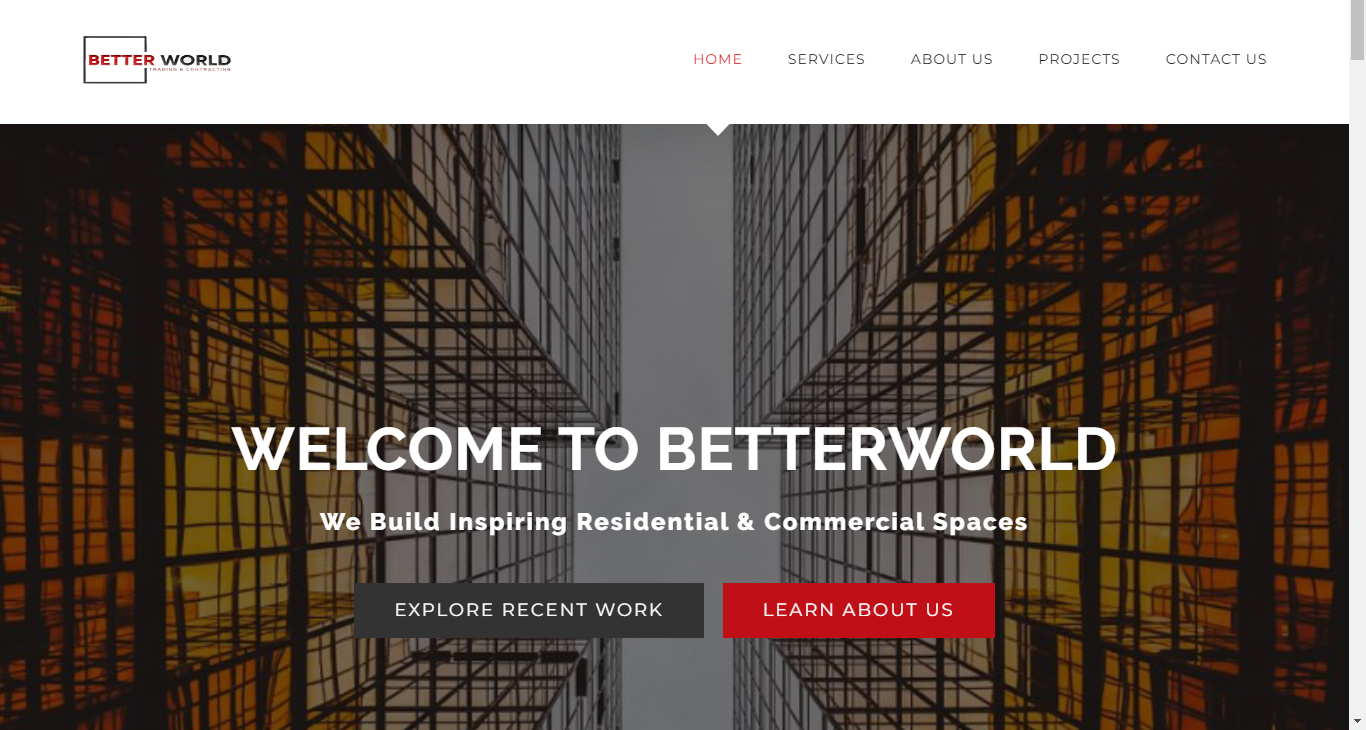 BETTER WORLD
TRADING & CONTRACTING
HOME
SERVICES
ABOUT US
PROJECTS
CONTACT US
WELCOME TO BETTERWORLD
We Build Inspiring Residential & Commercial Spaces
EXPLORE RECENT WORK
LEARN ABOUT US